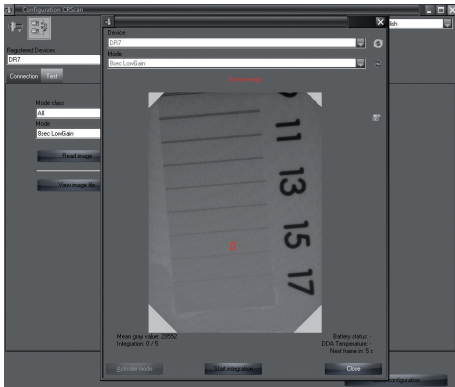 Configuration CRScan
lish
Registered Devices
DR7
Connection
Test
Mode class
All
Mode
8sec LowGain
Read image
View image file
Device
DR7
Mode
8sec LowGain
11
13
15
17
Mean gray value: 29552
Integration: 0 / 5
Battery status: -
DDA Temperature: -
Next frame in: 5 s
Activate mode
Start integration
Close
configuration